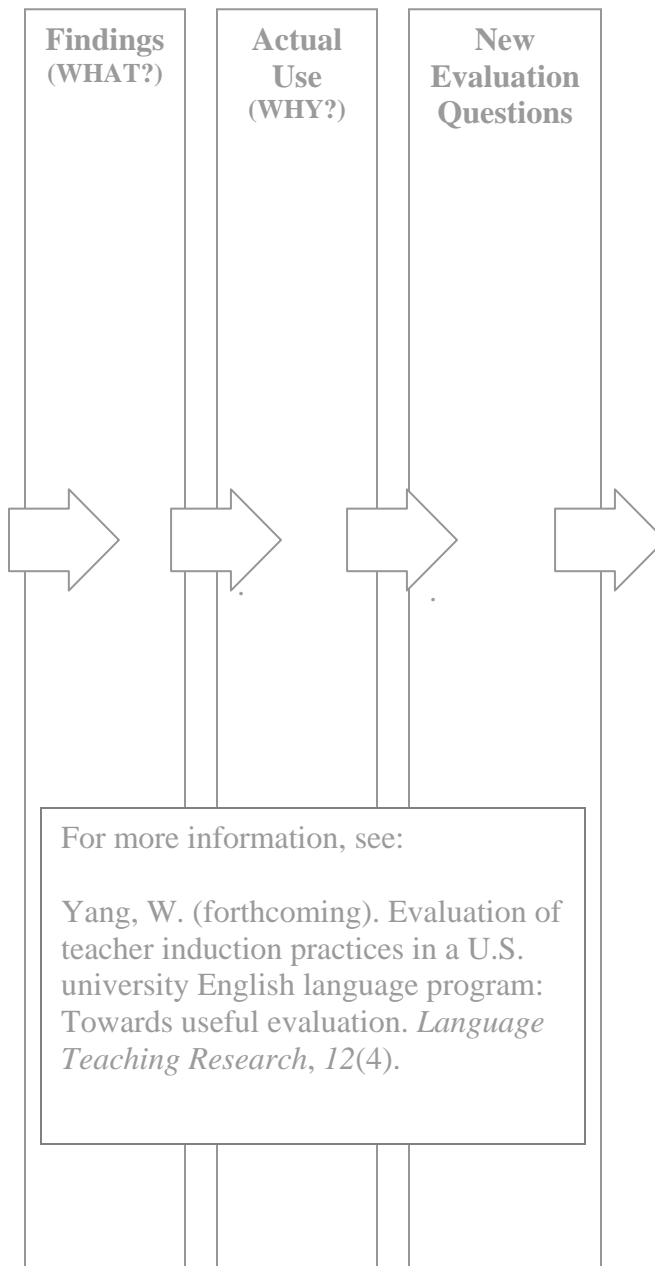 Findings
(WHAT?)
Actual
Use
(WHY?)
New
Evaluation
Questions
.
.
For more information, see:
Yang, W. (forthcoming). Evaluation of
teacher induction practices in a U.S.
university English language program:
Towards useful evaluation. Language
Teaching Research, 12(4).